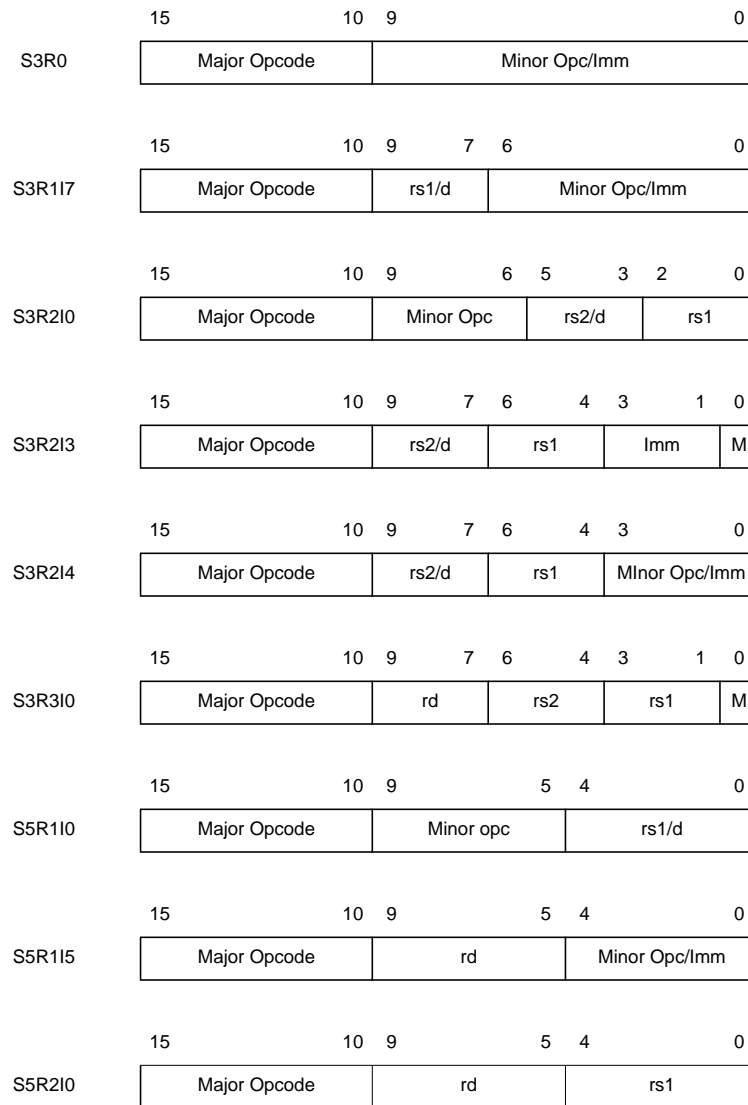 15 10 9 0
S3R0 Major Opcode Minor Opc/Imm
15 10 9 7 6 0
S3R1I7 Major Opcode rs1/d Minor Opc/Imm
15 10 9 6 5 3 2 0
S3R2I0 Major Opcode Minor Opc rs2/d rs1
15 10 9 7 6 4 3 1 0
S3R2I3 Major Opcode rs2/d rs1 Imm M
15 10 9 7 6 4 3 0
S3R2I4 Major Opcode rs2/d rs1 MInor Opc/Imm
15 10 9 7 6 4 3 1 0
S3R3I0 Major Opcode rd rs2 rs1 M
15 10 9 5 4 0
S5R1I0 Major Opcode Minor opc rs1/d
15 10 9 5 4 0
S5R1I5 Major Opcode rd Minor Opc/Imm
15 10 9 5 4 0
S5R2I0 Major Opcode rd rs1